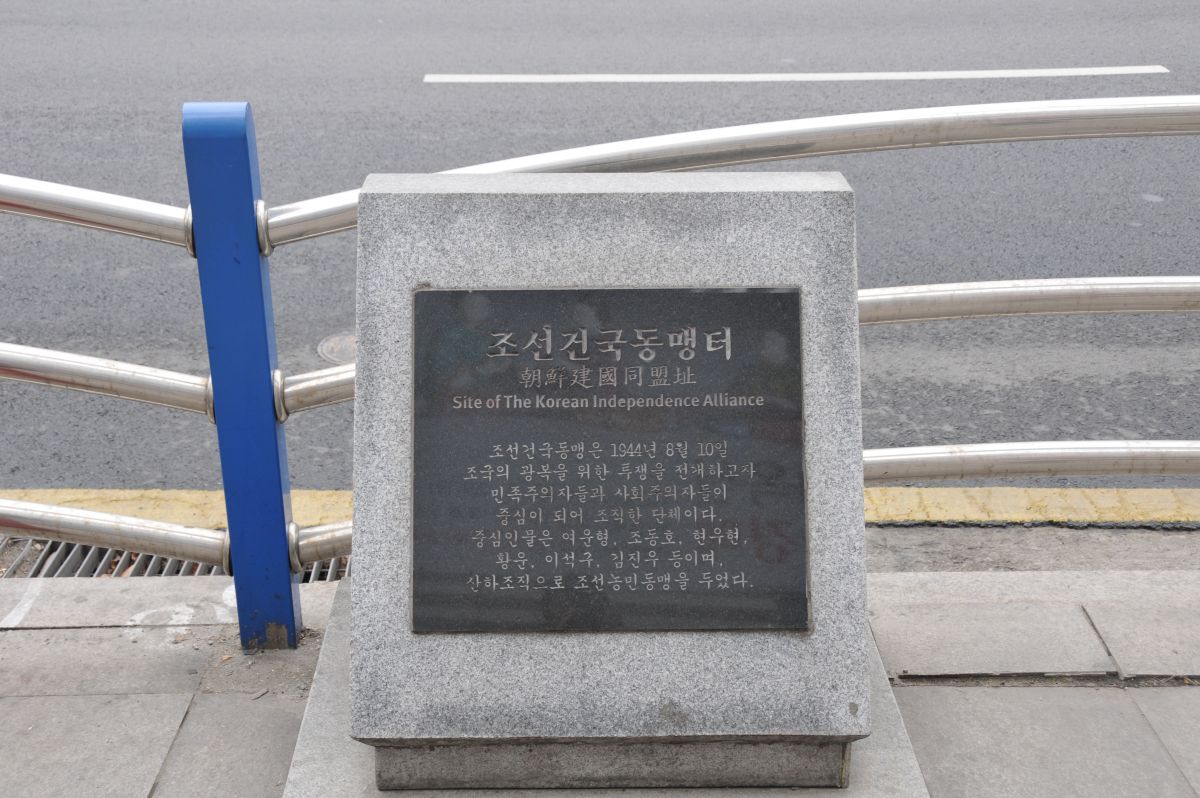 조선건국동맹터
朝鮮建國同盟址
Site of The Korean Independence Alliance
조선건국동맹은 1944년 8월 10일
조국의 광복을 위한 투쟁을 전개하고자
민족주의자들과 사회주의자들이
중심이 되어 조직한 단체이다.
중심인물은 여운형, 조동호, 현우현,
황운, 이석구, 김진우 등이며,
산하조직으로 조선농민동맹을 두었다.